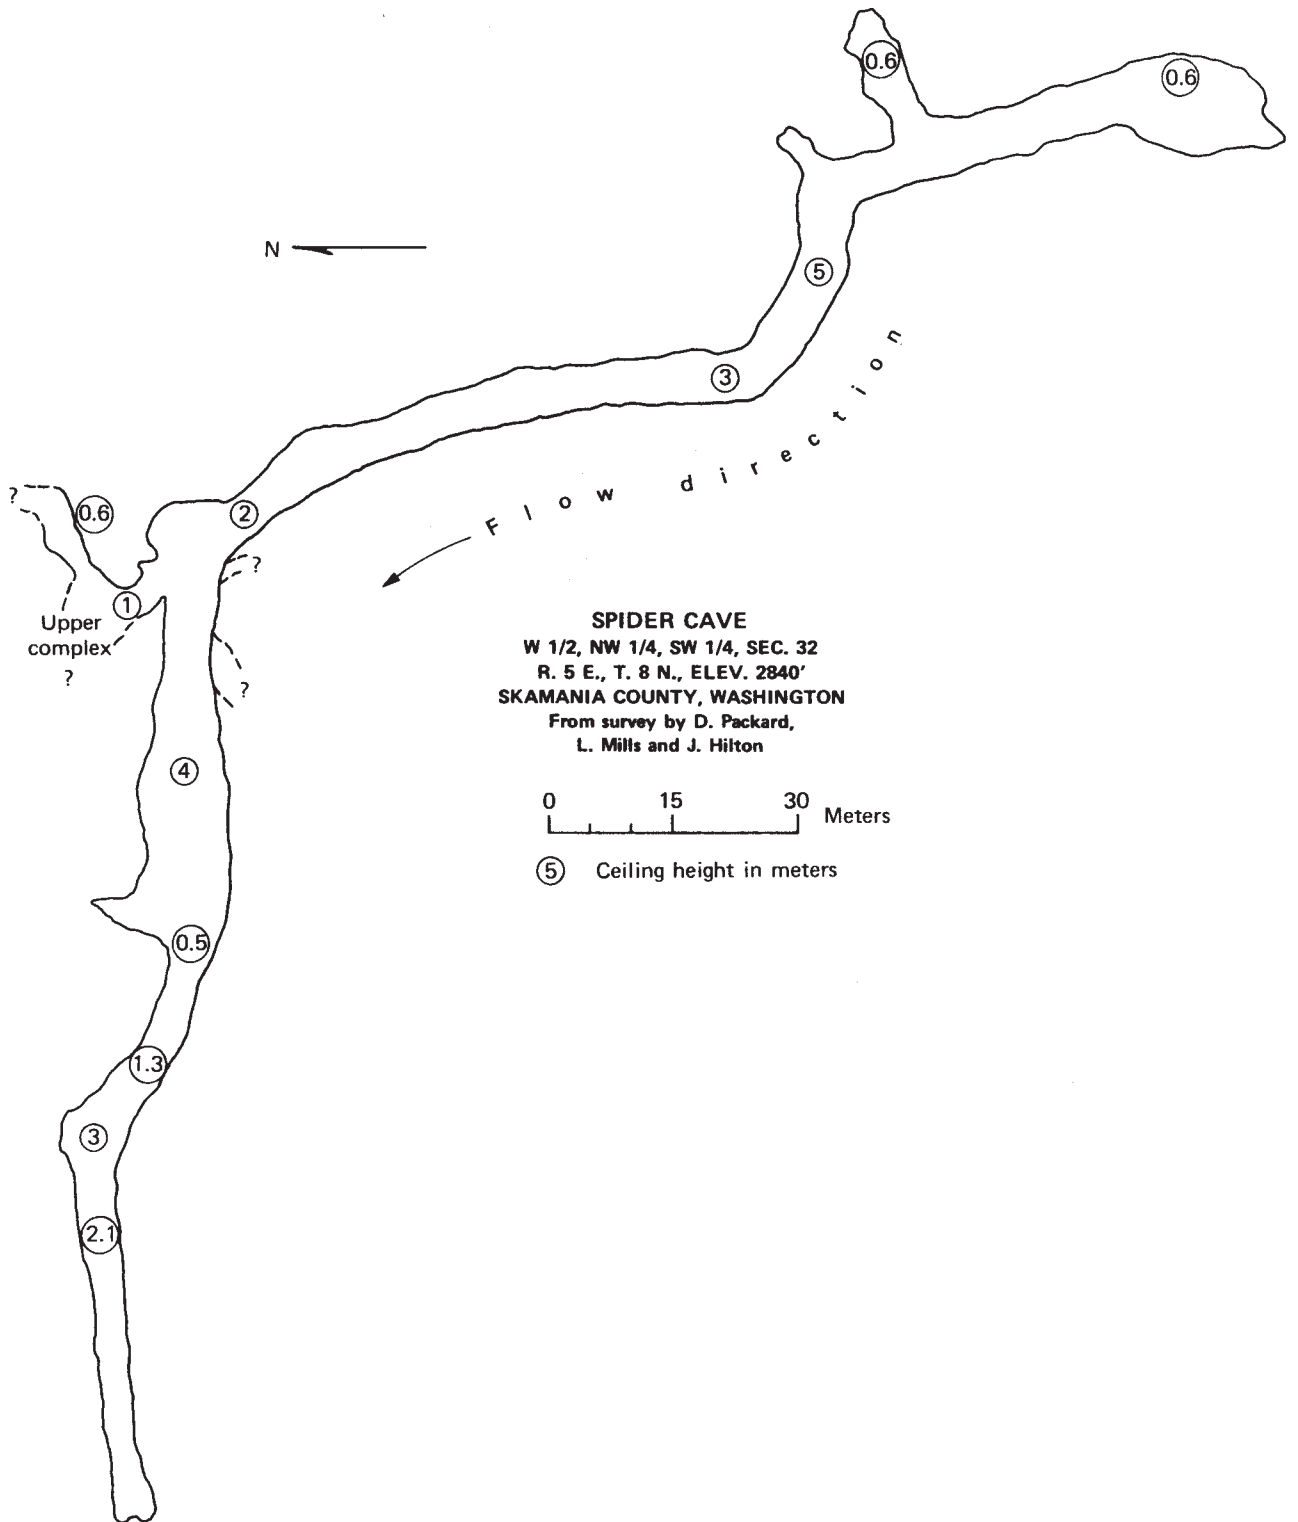 0.6
0.6
N
5
3
Flow direction
2
?
0.6
?
1
Upper
complex
?
?
SPIDER CAVE
W 1/2, NW 1/4, SW 1/4, SEC. 32
R. 5 E., T. 8 N., ELEV. 2840′
SKAMANIA COUNTY, WASHINGTON
From survey by D. Packard,
L. Mills and J. Hilton
4
0 15 30 Meters
5 Ceiling height in meters
0.5
1.3
3
2.1